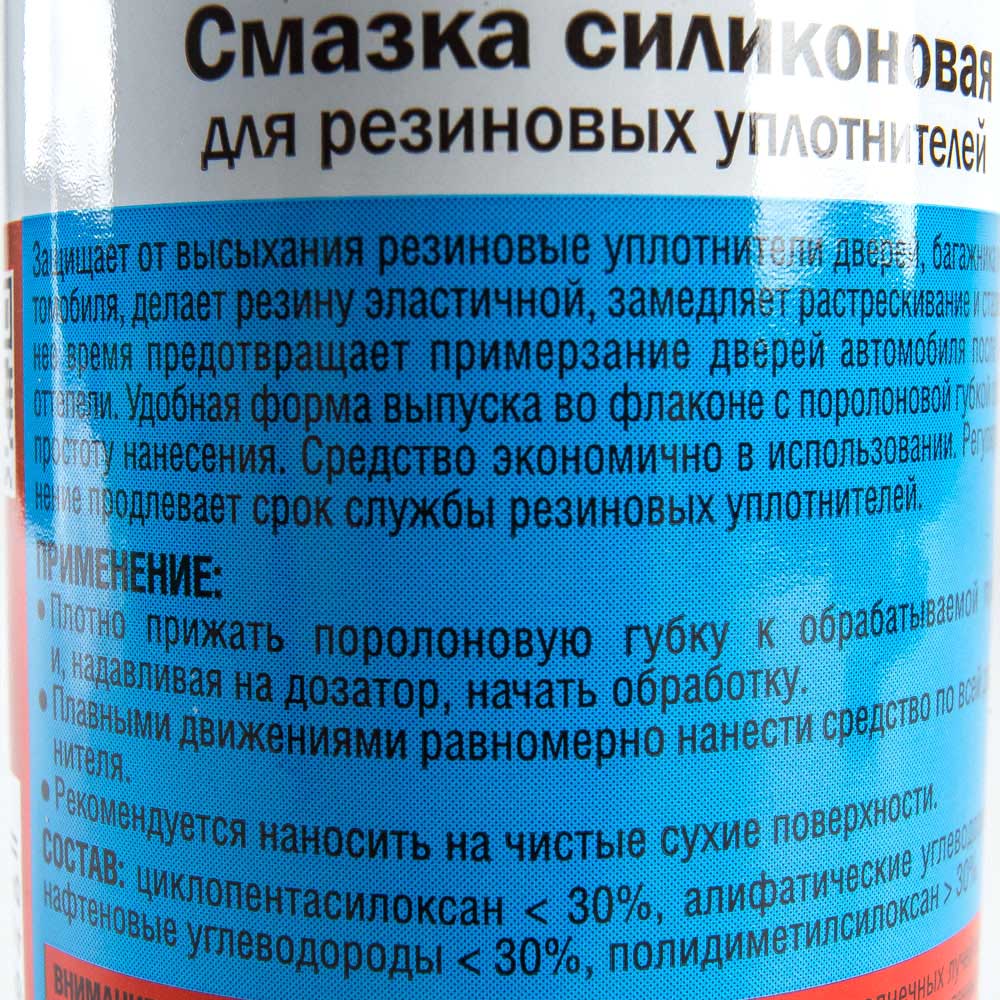 Смазка силиконовая
для резиновых уплотнителей
Защищает от высыхания резиновые уплотнители дверей, багажника
томобиля, делает резину эластичной, замедляет растрескивание и
нее время предотвращает примерзание дверей автомобиля после
оттепели. Удобная форма выпуска во флаконе с поролоновой губкой
простоту нанесения. Средство экономично в использовании.
нение продлевает срок службы резиновых уплотнителей.
ПРИМЕНЕНИЕ:
• Плотно прижать поролоновую губку к обрабатываемой
и, надавливая на дозатор, начать обработку.
• Плавными движениями равномерно нанести средство по всей
нителя.
• Рекомендуется наносить на чистые сухие поверхности.
СОСТАВ: циклопентасилоксан < 30%, алифатические
нафтеновые углеводороды < 30%, полидиметилсилоксан > 30%